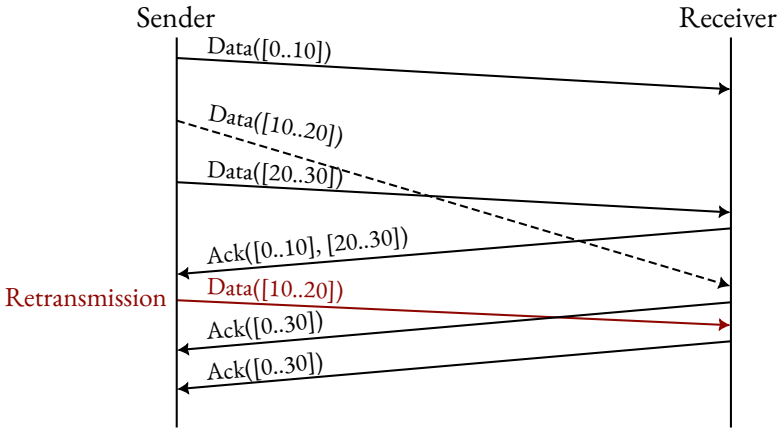 Sender
Receiver
Data([0..10])
Data([10..20])
Data([20..30])
Ack([0..10], [20..30])
Retransmission
Data([10..20])
Ack([0..30])
Ack([0..30])